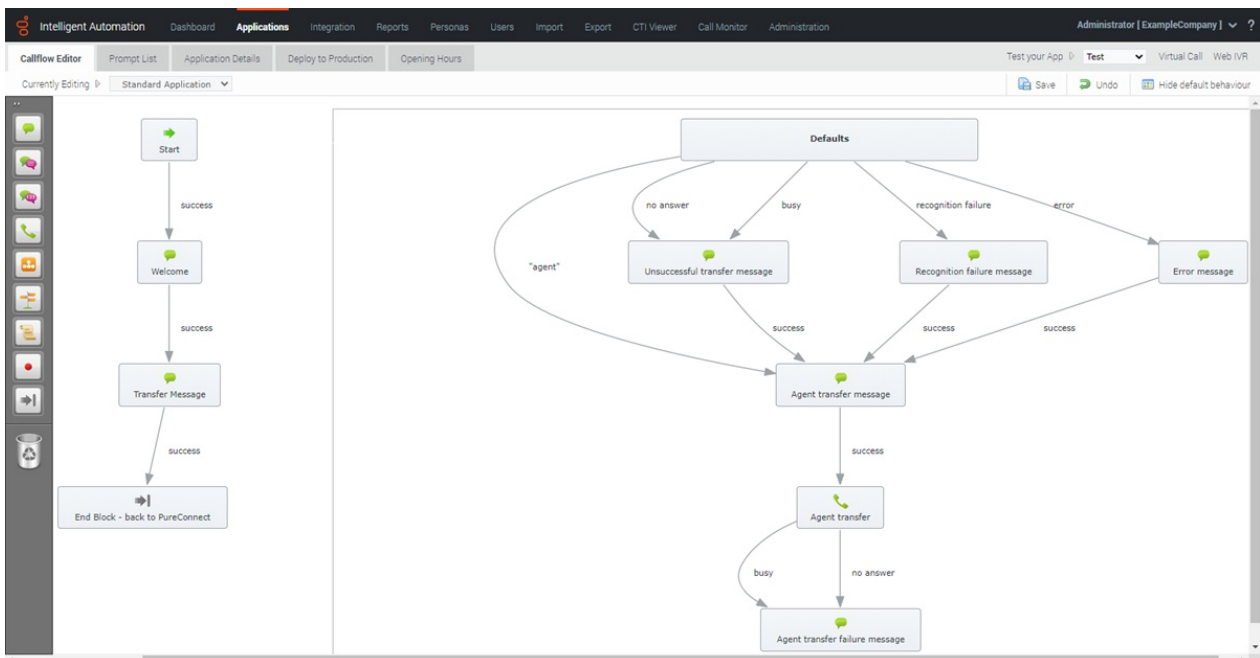 Intelligent Automation Dashboard Applications Integration Reports Personas Users Import Export CTI Viewer Call Monitor Administration Administrator [ ExampleCompany ] ?
Callflow Editor Prompt List Application Details Deploy to Production Opening Hours Test your App Test Virtual Call Web IVR
Currently Editing Standard Application Save Undo Hide default behaviour
Start
success
Welcome
success
Transfer Message
success
End Block - back to PureConnect
Defaults
no answer
busy
recognition failure
error
"agent"
Unsuccessful transfer message
Recognition failure message
Error message
success
success
success
Agent transfer message
success
Agent transfer
busy
no answer
Agent transfer failure message